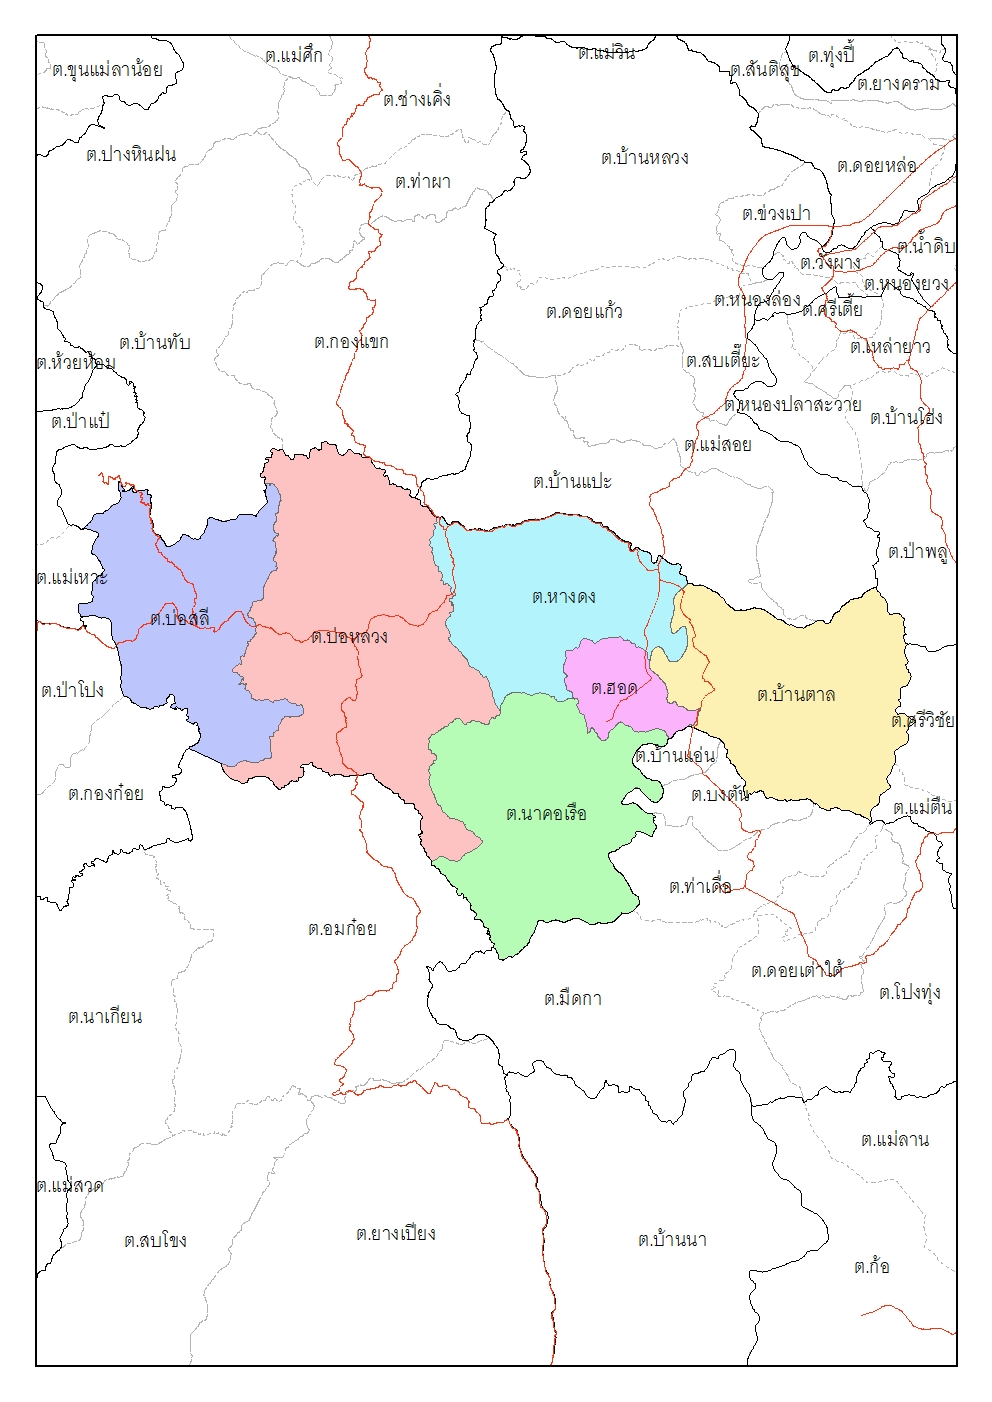 ต.แม่ศึก
ต.แม่วิน
ต.ทุ่งปี้
ต.ขุนแม่ลาน้อย
ต.สันติสุข
ต.ยางคราม
ต.ช่างเคิ่ง
ต.ปางหินฝน
ต.บ้านหลวง
ต.ดอยหล่อ
ต.ท่าผา
ต.ข่วงเปา
ต.น้ำดิบ
ต.วังผาง
ต.หนองยวง
ต.หนองล่อง
ต.ดอยแก้ว
ต.ศรีเตี้ย
ต.บ้านทับ
ต.กองแขก
ต.เหล่ายาว
ต.ห้วยห้อม
ต.สบเตี๊ยะ
ต.หนองปลาสะวาย
ต.ป่าแป๋
ต.บ้านโฮ่ง
ต.แม่สอย
ต.บ้านแปะ
ต.ป่าพลู
ต.แม่เหาะ
ต.หางดง
ต.บ่อสลี
ต.บ่อหลวง
ต.ป่าโปง
ต.ฮอด
ต.บ้านตาล
ต.ศรีวิชัย
ต.บ้านแอ่น
ต.กองก๋อย
ต.บงตัน
ต.แม่ตืน
ต.นาคอเรือ
ต.ท่าเดื่อ
ต.อมก๋อย
ต.ดอยเต่าใต้
ต.มืดกา
ต.โปงทุ่ง
ต.นาเกียน
ต.แม่ลาน
ต.แม่สวด
ต.ยางเปียง
ต.สบโขง
ต.บ้านนา
ต.ก้อ